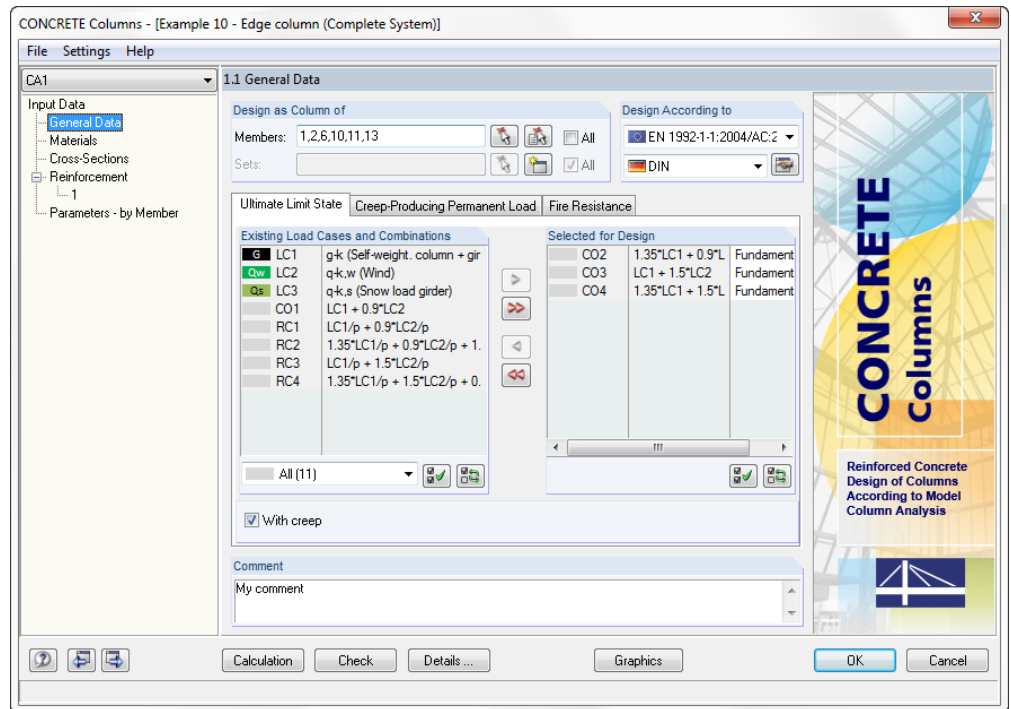 CONCRETE Columns - [Example 10 - Edge column (Complete System)]
File Settings Help
CA1
1.1 General Data
Input Data
General Data
Materials
Cross-Sections
Reinforcement
1
Parameters - by Member
Design as Column of
Members: 1,2,6,10,11,13 All
Sets: All
Design According to
EN 1992-1-1:2004/AC:2
DIN
Ultimate Limit State Creep-Producing Permanent Load Fire Resistance
Existing Load Cases and Combinations
G LC1 g-k (Self-weight. column + gir
Qw LC2 q-k,w (Wind)
Qs LC3 q-k,s (Snow load girder)
CO1 LC1 + 0.9*LC2
RC1 LC1/p + 0.9*LC2/p
RC2 1.35*LC1/p + 0.9*LC2/p + 1.
RC3 LC1/p + 1.5*LC2/p
RC4 1.35*LC1/p + 1.5*LC2/p + 0.
All (11)
Selected for Design
CO2 1.35*LC1 + 0.9*L Fundament
CO3 LC1 + 1.5*LC2 Fundament
CO4 1.35*LC1 + 1.5*L Fundament
With creep
Comment
My comment
CONCRETE
Columns
Reinforced Concrete
Design of Columns
According to Model
Column Analysis
Calculation Check Details ... Graphics OK Cancel